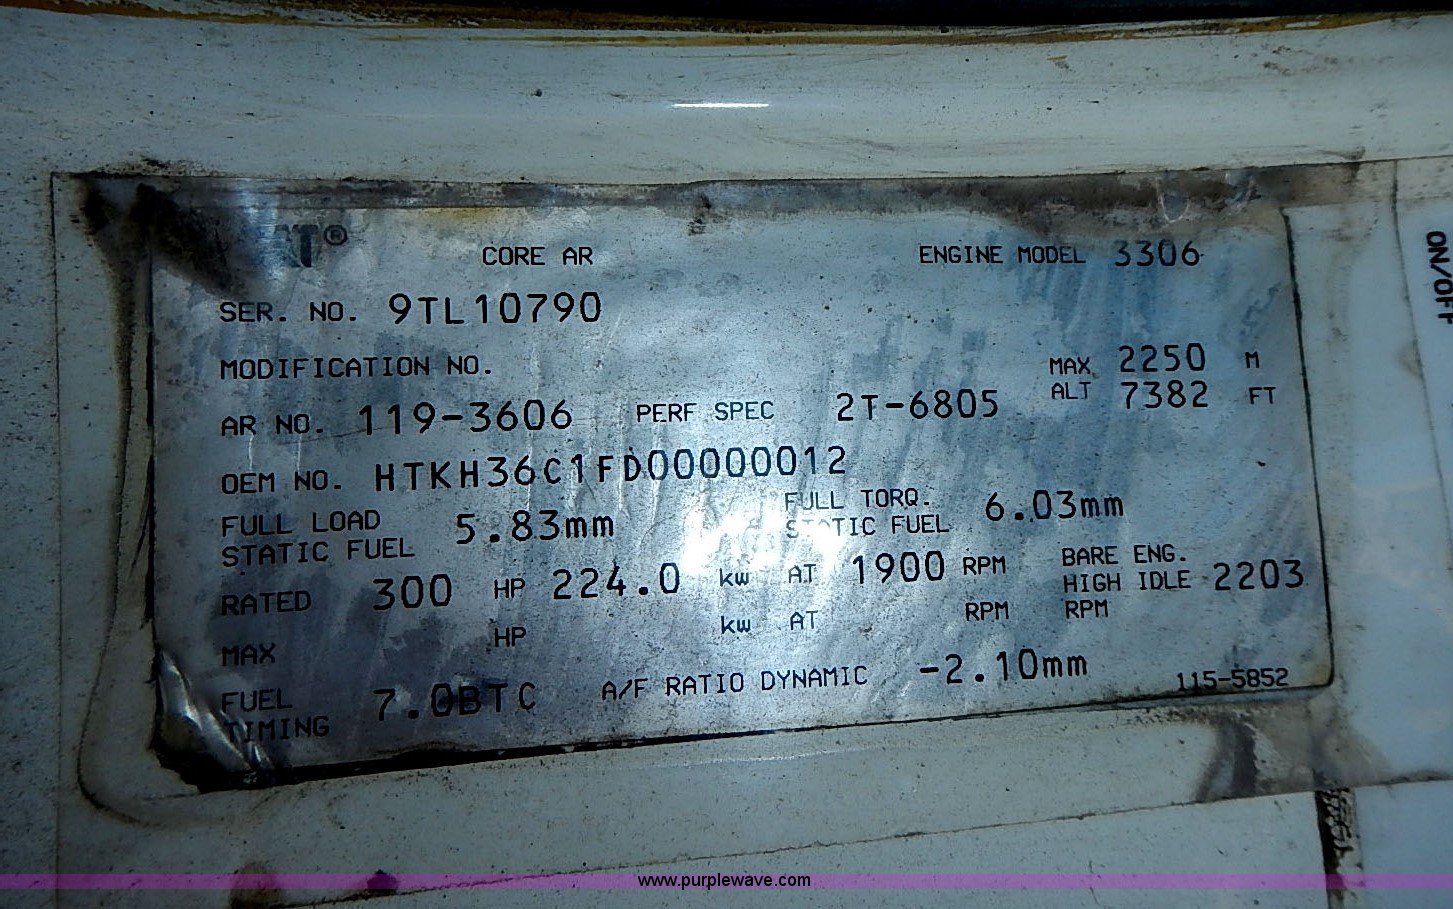 AT®
CORE AR
ENGINE MODEL 3306
SER. NO. 9TL10790
MODIFICATION NO.
MAX 2250 M
ALT 7382 FT
AR NO. 119-3606 PERF SPEC 2T-6805
OEM NO. HTKH36C1FD00000012
FULL LOAD
STATIC FUEL 5.83mm
FULL TORQ.
STATIC FUEL 6.03mm
RATED 300 HP 224.0 kw AT 1900 RPM
BARE ENG.
HIGH IDLE 2203
RPM
MAX HP kw AT RPM
FUEL
TIMING 7.0BTC A/F RATIO DYNAMIC -2.10mm
115-5852
ON/OFF
www.purplewave.com